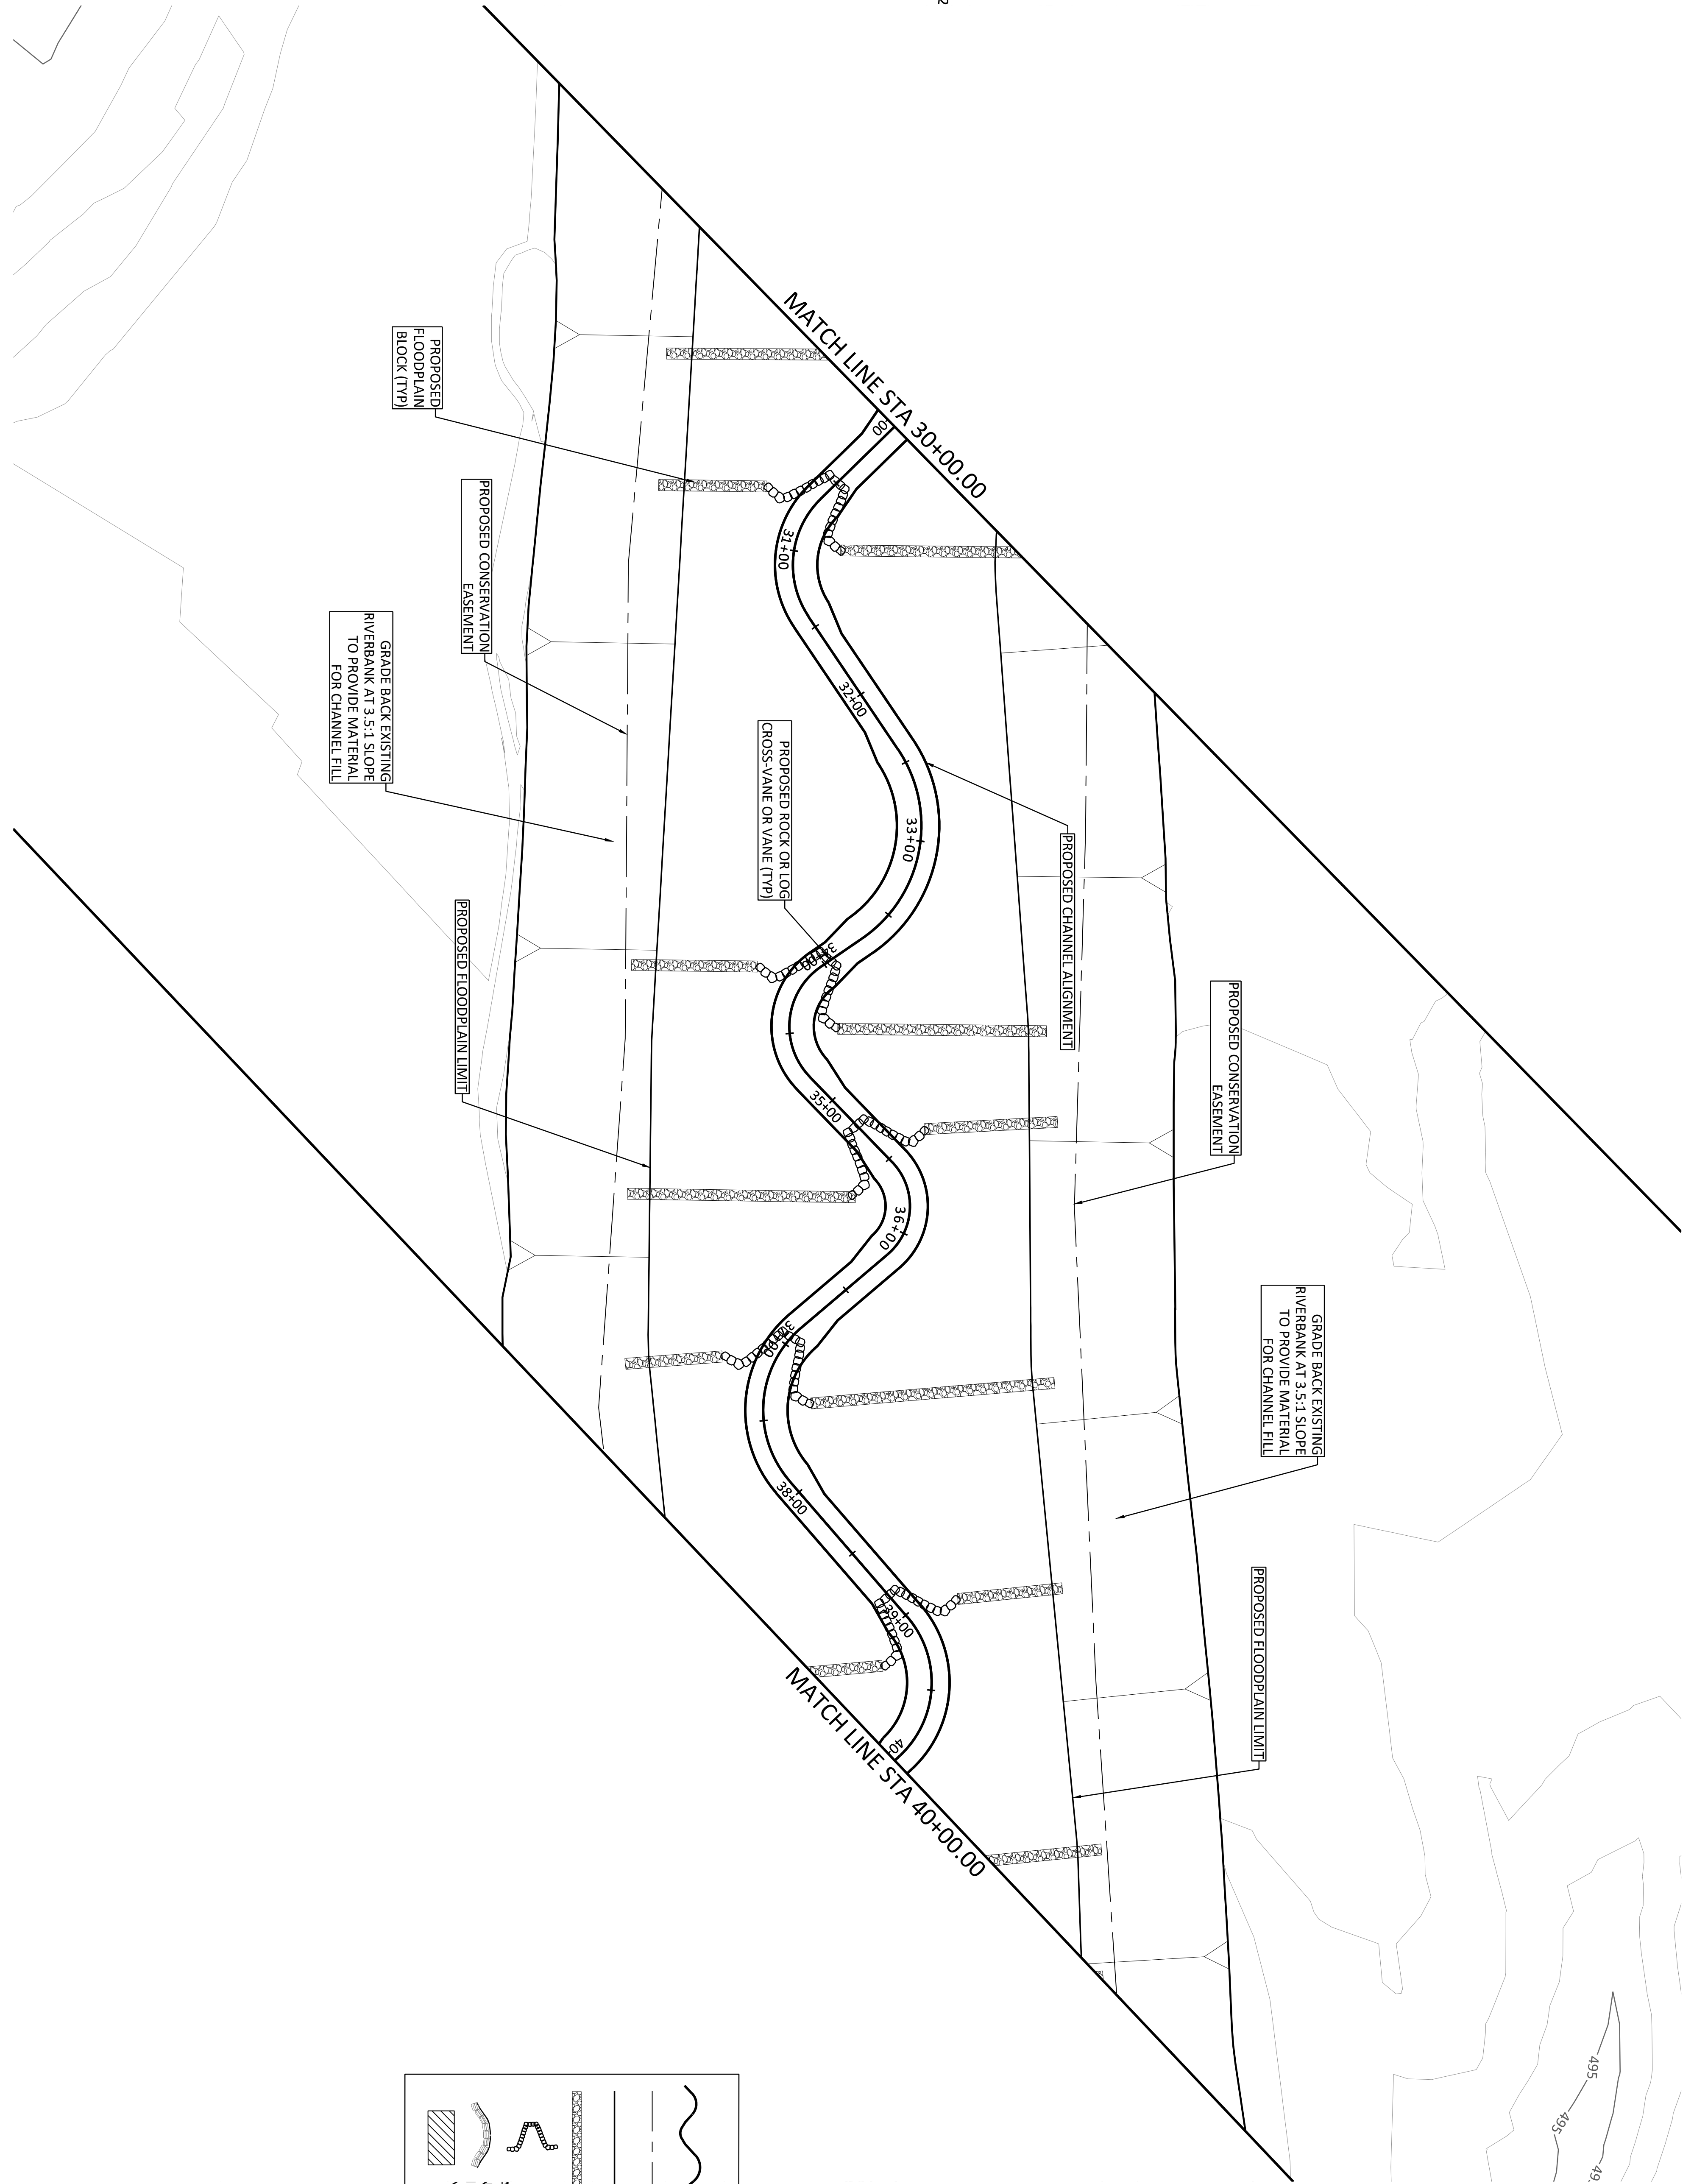 MATCH LINE STA 30+00.00
PROPOSED
FLOODPLAIN
BLOCK (TYP)
PROPOSED CONSERVATION
EASEMENT
GRADE BACK EXISTING
RIVERBANK AT 3.5:1 SLOPE
TO PROVIDE MATERIAL
FOR CHANNEL FILL
PROPOSED FLOODPLAIN LIMIT
PROPOSED ROCK OR LOG
CROSS-VANE OR VANE (TYP)
PROPOSED CHANNEL ALIGNMENT
PROPOSED CONSERVATION
EASEMENT
GRADE BACK EXISTING
RIVERBANK AT 3.5:1 SLOPE
TO PROVIDE MATERIAL
FOR CHANNEL FILL
PROPOSED FLOODPLAIN LIMIT
00
31+00
32+00
33+00
35+00
36+00
38+00
39+00
40
MATCH LINE STA 40+00.00
495
495
2